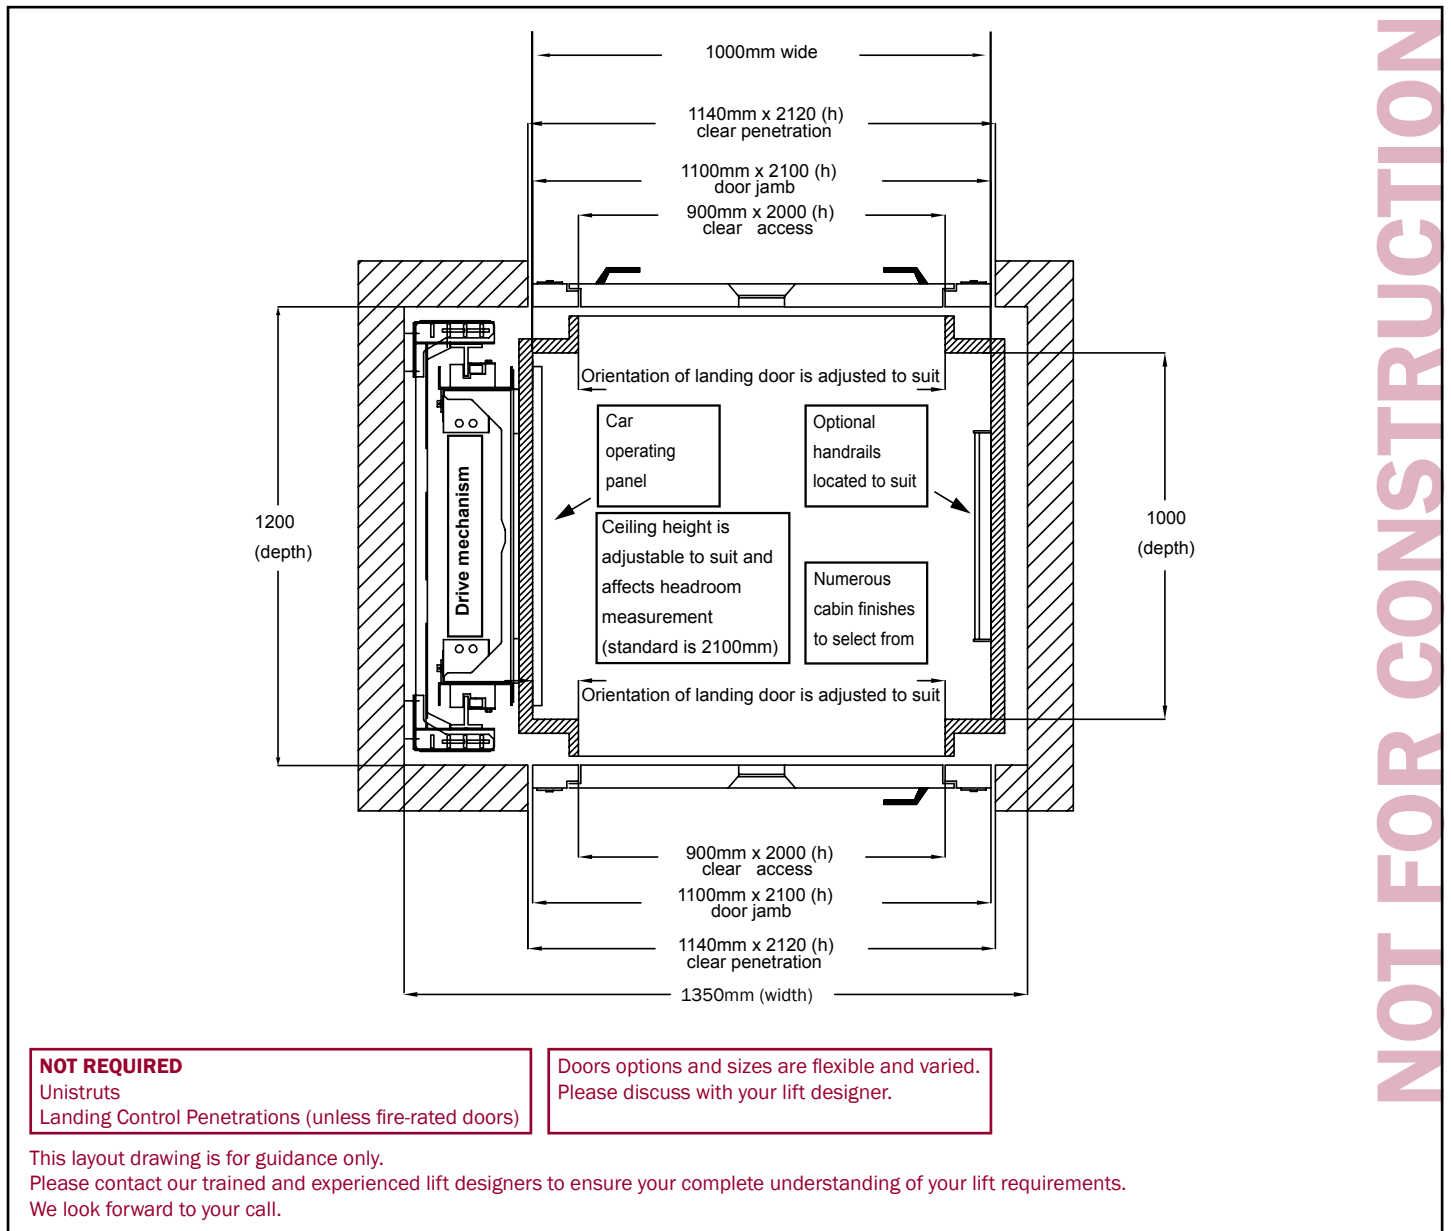 1000mm wide
1140mm x 2120 (h)
clear penetration
1100mm x 2100 (h)
door jamb
900mm x 2000 (h)
clear access
Orientation of landing door is adjusted to suit
Car
operating
panel
Optional
handrails
located to suit
1200
(depth)
Drive mechanism
Ceiling height is
adjustable to suit and
affects headroom
measurement
(standard is 2100mm)
Numerous
cabin finishes
to select from
1000
(depth)
Orientation of landing door is adjusted to suit
900mm x 2000 (h)
clear access
1100mm x 2100 (h)
door jamb
1140mm x 2120 (h)
clear penetration
1350mm (width)
NOT FOR CONSTRUCTION
NOT REQUIRED
Unistruts
Landing Control Penetrations (unless fire-rated doors)
Doors options and sizes are flexible and varied.
Please discuss with your lift designer.
This layout drawing is for guidance only.
Please contact our trained and experienced lift designers to ensure your complete understanding of your lift requirements.
We look forward to your call.